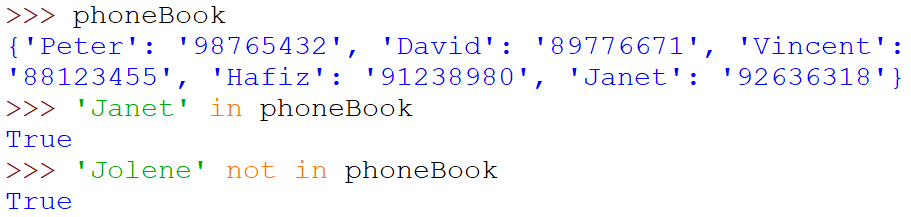 >>> phoneBook
{'Peter': '98765432', 'David': '89776671', 'Vincent':
'88123455', 'Hafiz': '91238980', 'Janet': '92636318'}
>>> 'Janet' in phoneBook
True
>>> 'Jolene' not in phoneBook
True